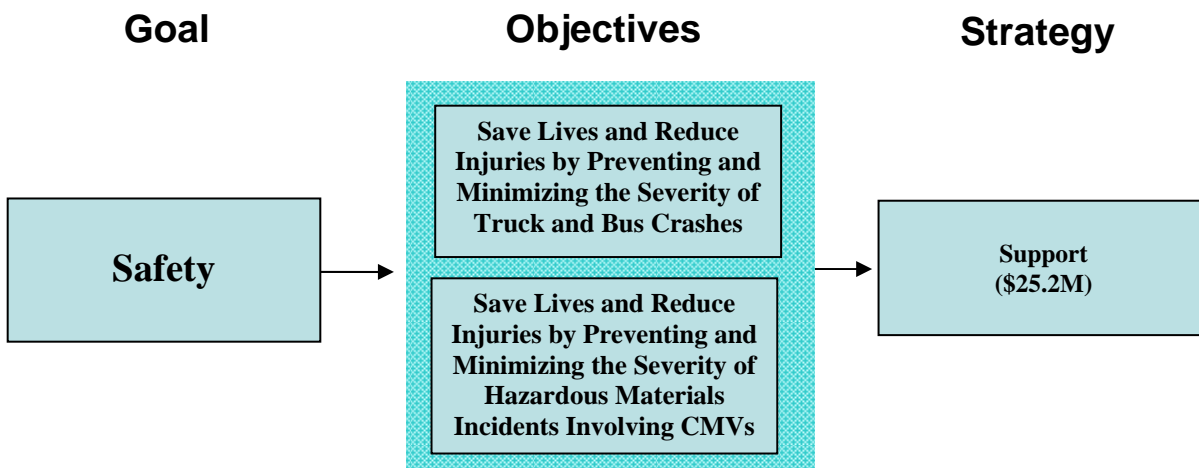 Goal
Objectives
Strategy
Safety
Save Lives and Reduce
Injuries by Preventing and
Minimizing the Severity of
Truck and Bus Crashes
Save Lives and Reduce
Injuries by Preventing and
Minimizing the Severity of
Hazardous Materials
Incidents Involving CMVs
Support
($25.2M)